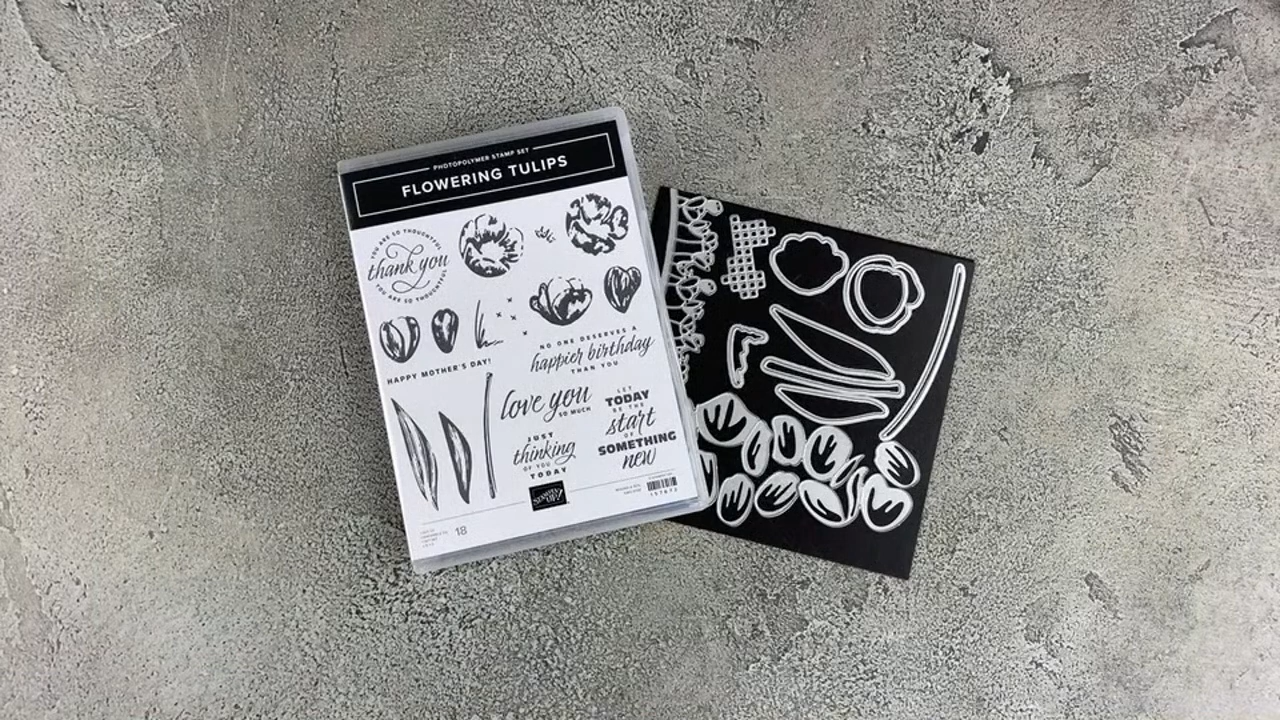 PHOTOPOLYMER STAMP SET
FLOWERING TULIPS
YOU ARE SO THOUGHTFUL
thank you
YOU ARE SO THOUGHTFUL
HAPPY MOTHER'S DAY!
NO ONE DESERVES A
happier birthday
THAN YOU
love you
SO MUCH
JUST
thinking
OF YOU
TODAY
LET
TODAY
BE THE
start
OF
SOMETHING
new
STAMPIN' UP!
18